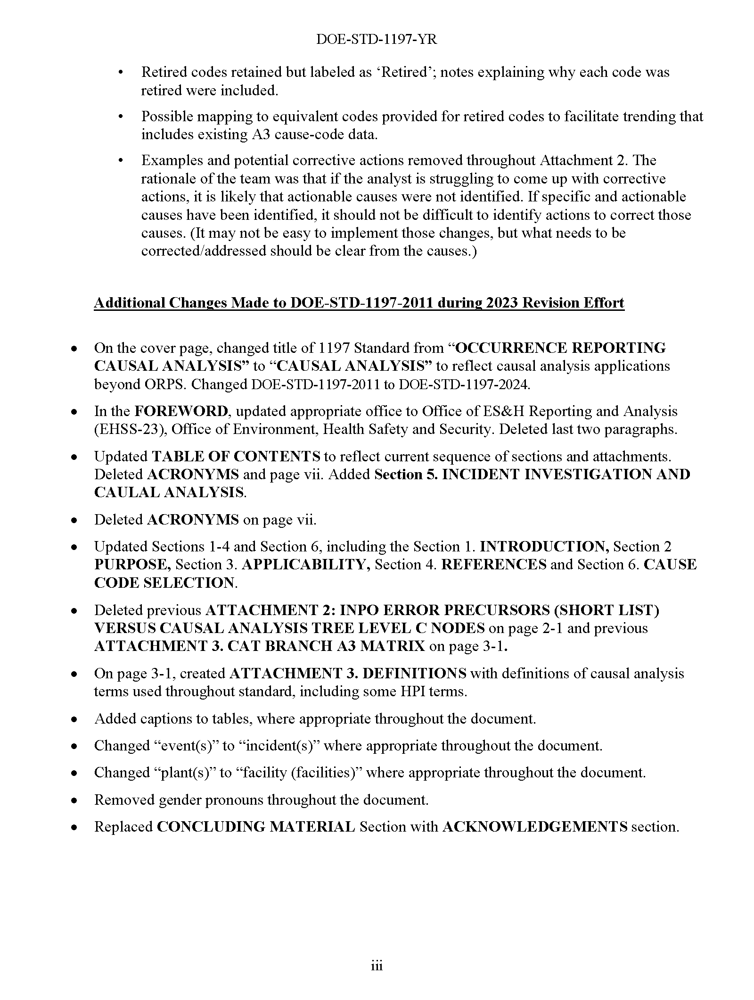 DOE-STD-1197-YR
• Retired codes retained but labeled as ‘Retired’; notes explaining why each code was
retired were included.
• Possible mapping to equivalent codes provided for retired codes to facilitate trending that
includes existing A3 cause-code data.
• Examples and potential corrective actions removed throughout Attachment 2. The
rationale of the team was that if the analyst is struggling to come up with corrective
actions, it is likely that actionable causes were not identified. If specific and actionable
causes have been identified, it should not be difficult to identify actions to correct those
causes. (It may not be easy to implement those changes, but what needs to be
corrected/addressed should be clear from the causes.)
Additional Changes Made to DOE-STD-1197-2011 during 2023 Revision Effort
• On the cover page, changed title of 1197 Standard from “OCCURRENCE REPORTING
CAUSAL ANALYSIS” to “CAUSAL ANALYSIS” to reflect causal analysis applications
beyond ORPS. Changed DOE-STD-1197-2011 to DOE-STD-1197-2024.
• In the FOREWORD, updated appropriate office to Office of ES&H Reporting and Analysis
(EHSS-23), Office of Environment, Health Safety and Security. Deleted last two paragraphs.
• Updated TABLE OF CONTENTS to reflect current sequence of sections and attachments.
Deleted ACRONYMS and page vii. Added Section 5. INCIDENT INVESTIGATION AND
CAULAL ANALYSIS.
• Deleted ACRONYMS on page vii.
• Updated Sections 1-4 and Section 6, including the Section 1. INTRODUCTION, Section 2
PURPOSE, Section 3. APPLICABILITY, Section 4. REFERENCES and Section 6. CAUSE
CODE SELECTION.
• Deleted previous ATTACHMENT 2: INPO ERROR PRECURSORS (SHORT LIST)
VERSUS CAUSAL ANALYSIS TREE LEVEL C NODES on page 2-1 and previous
ATTACHMENT 3. CAT BRANCH A3 MATRIX on page 3-1.
• On page 3-1, created ATTACHMENT 3. DEFINITIONS with definitions of causal analysis
terms used throughout standard, including some HPI terms.
• Added captions to tables, where appropriate throughout the document.
• Changed “event(s)” to “incident(s)” where appropriate throughout the document.
• Changed “plant(s)” to “facility (facilities)” where appropriate throughout the document.
• Removed gender pronouns throughout the document.
• Replaced CONCLUDING MATERIAL Section with ACKNOWLEDGEMENTS section.
iii